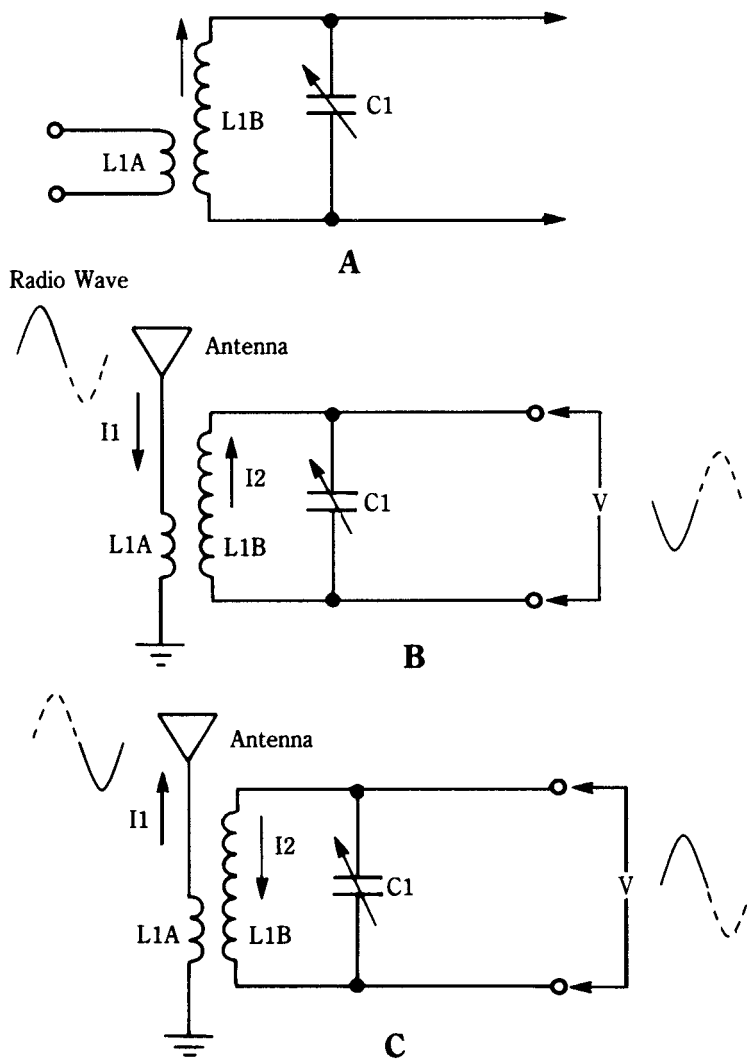 L1B
C1
L1A
A
Radio Wave
Antenna
I1
I2
C1
V
L1A
L1B
B
Antenna
I1
I2
C1
V
L1A
L1B
C